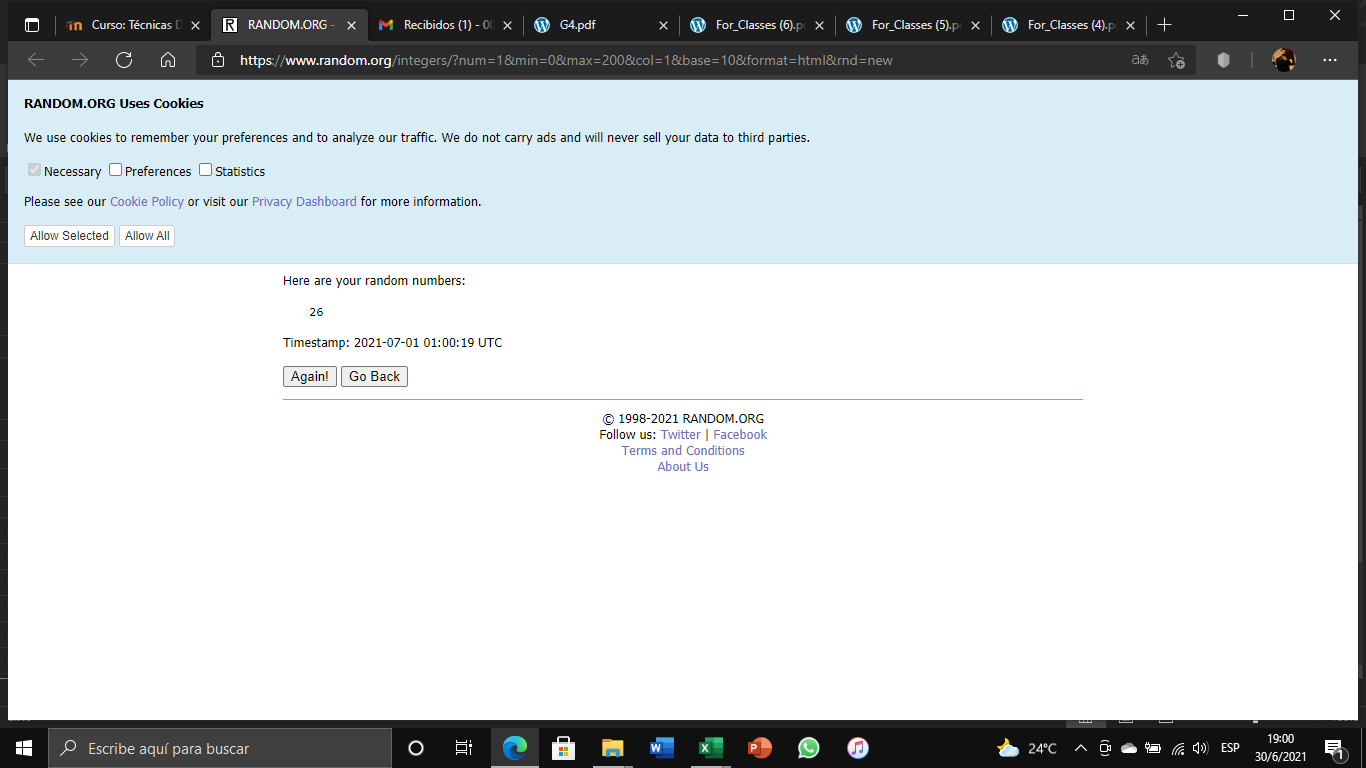 Curso: Técnicas D
RANDOM.ORG -
Recibidos (1) - 00
G4.pdf
For_Classes (6).p
For_Classes (5).p
For_Classes (4).p
https://www.random.org/integers/?num=1&min=0&max=200&col=1&base=10&format=html&rnd=new
RANDOM.ORG Uses Cookies
We use cookies to remember your preferences and to analyze our traffic. We do not carry ads and will never sell your data to third parties.
Necessary Preferences Statistics
Please see our Cookie Policy or visit our Privacy Dashboard for more information.
Allow Selected Allow All
Here are your random numbers:
26
Timestamp: 2021-07-01 01:00:19 UTC
Again! Go Back
© 1998-2021 RANDOM.ORG
Follow us: Twitter | Facebook
Terms and Conditions
About Us
Escribe aquí para buscar
24°C
ESP
19:00
30/6/2021
1